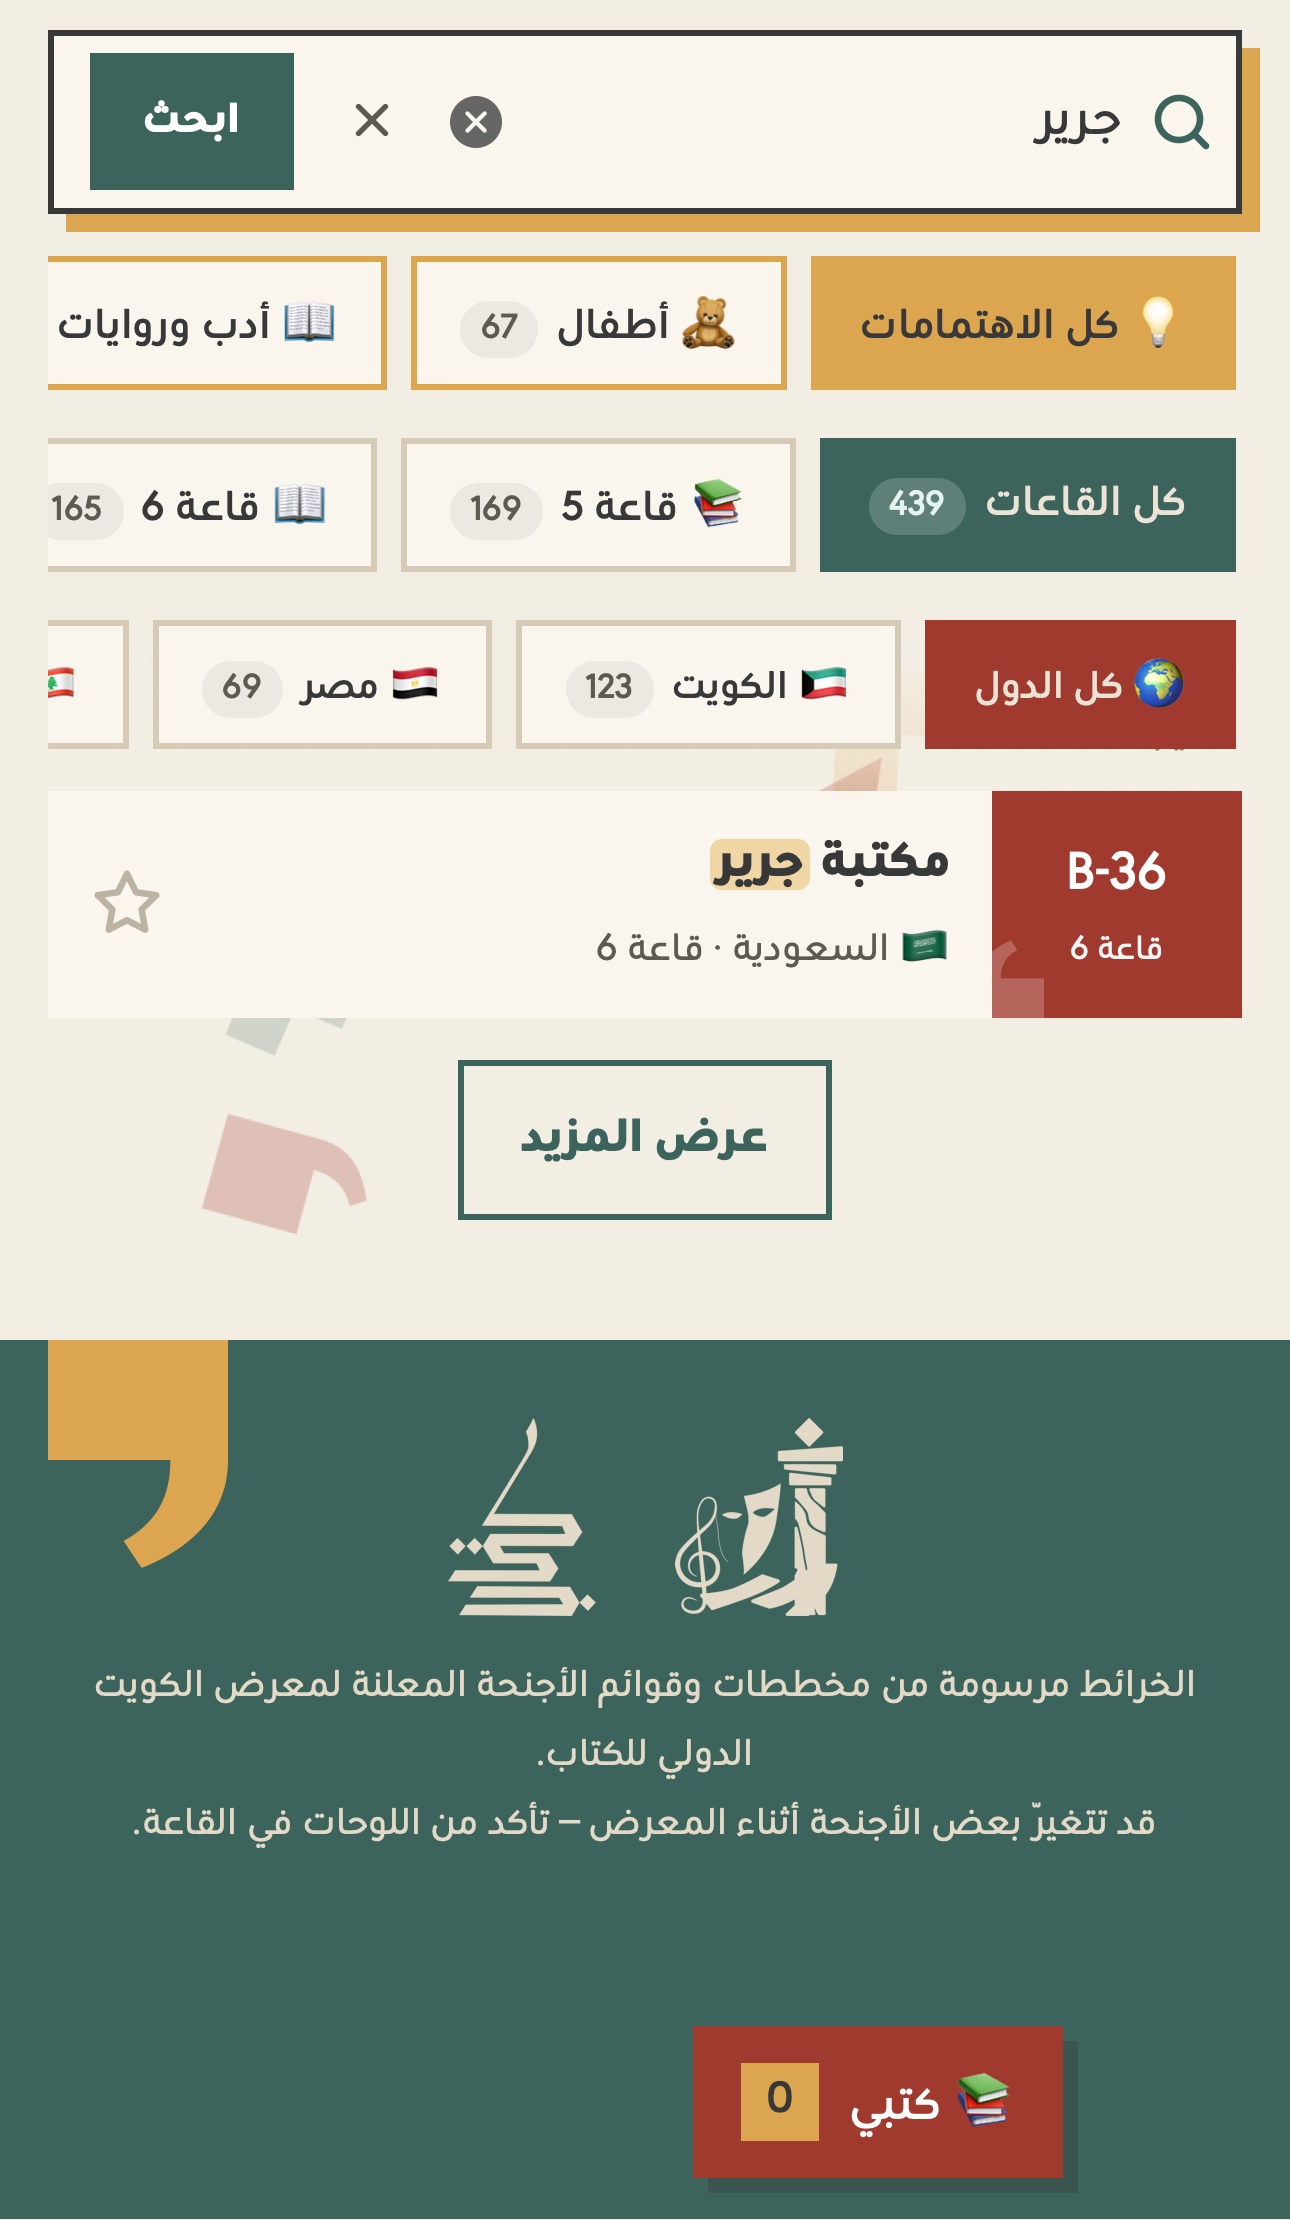 جرير
ابحث
💡 كل الاهتمامات
🧸 أطفال 67
📖 أدب وروايات
كل القاعات 439
📚 قاعة 5 169
📖 قاعة 6 165
🌍 كل الدول
🇰🇼 الكويت 123
🇪🇬 مصر 69
B-36
قاعة 6
مكتبة جرير
🇸🇦 السعودية · قاعة 6
عرض المزيد
الخرائط مرسومة من مخططات وقوائم الأجنحة المعلنة لمعرض الكويت
الدولي للكتاب.
قد تتغيرّ بعض الأجنحة أثناء المعرض — تأكد من اللوحات في القاعة.
📚 كتبي 0